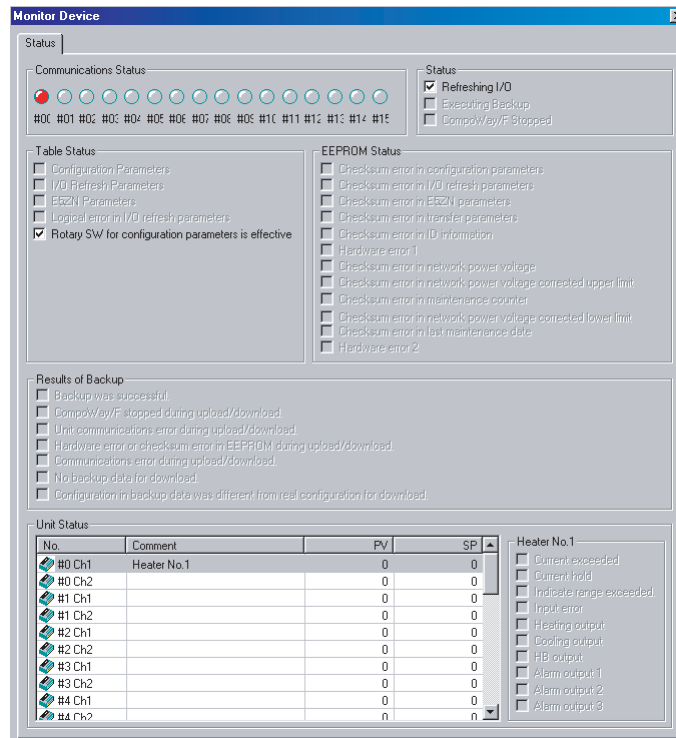 Monitor Device
Status
Communications Status
#00 #01 #02 #03 #04 #05 #06 #07 #08 #09 #10 #11 #12 #13 #14 #15
Status
Refreshing I/O
Executing Backup
CompoWay/F Stopped
Table Status
Configuration Parameters
I/O Refresh Parameters
E5ZN Parameters
Logical error in I/O refresh parameters
Rotary SW for configuration parameters is effective
EEPROM Status
Checksum error in configuration parameters
Checksum error in I/O refresh parameters
Checksum error in E5ZN parameters
Checksum error in transfer parameters
Checksum error in ID information
Hardware error 1
Checksum error in network power voltage
Checksum error in network power voltage corrected upper limit
Checksum error in maintenance counter
Checksum error in network power voltage corrected lower limit
Checksum error in last maintenance date
Hardware error 2
Results of Backup
Backup was successful.
CompoWay/F stopped during upload/download.
Unit communications error during upload/download.
Hardware error or checksum error in EEPROM during upload/download.
Communications error during upload/download.
No backup data for download.
Configuration in backup data was different from real configuration for download.
Unit Status
No. Comment PV SP
#0 Ch1 Heater No.1 0 0
#0 Ch2 0 0
#1 Ch1 0 0
#1 Ch2 0 0
#2 Ch1 0 0
#2 Ch2 0 0
#3 Ch1 0 0
#3 Ch2 0 0
#4 Ch1 0 0
#4 Ch2 0 0
Heater No.1
Current exceeded
Current hold
Indicate range exceeded.
Input error
Heating output
Cooling output
HB output
Alarm output 1
Alarm output 2
Alarm output 3